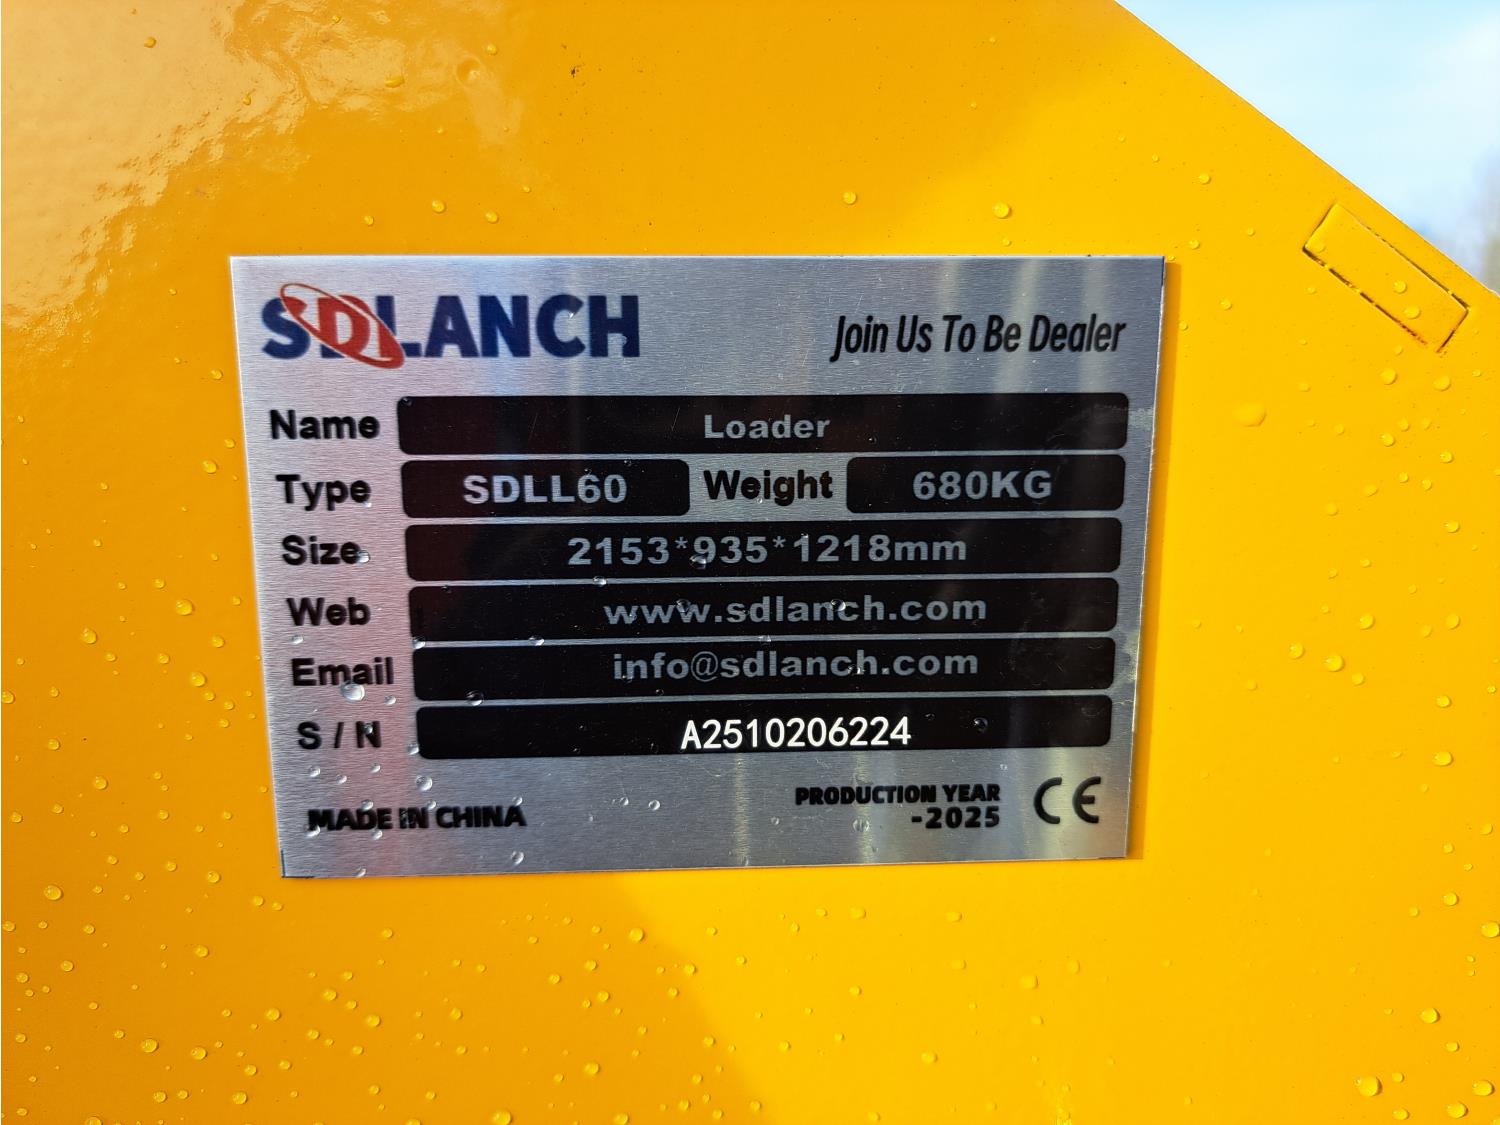 SDLANCH
Join Us To Be Dealer
Name Loader
Type SDLL60 Weight 680KG
Size 2153*935*1218mm
Web www.sdlanch.com
Email info@sdlanch.com
S/N A2510206224
MADE IN CHINA
PRODUCTION YEAR
-2025
CE